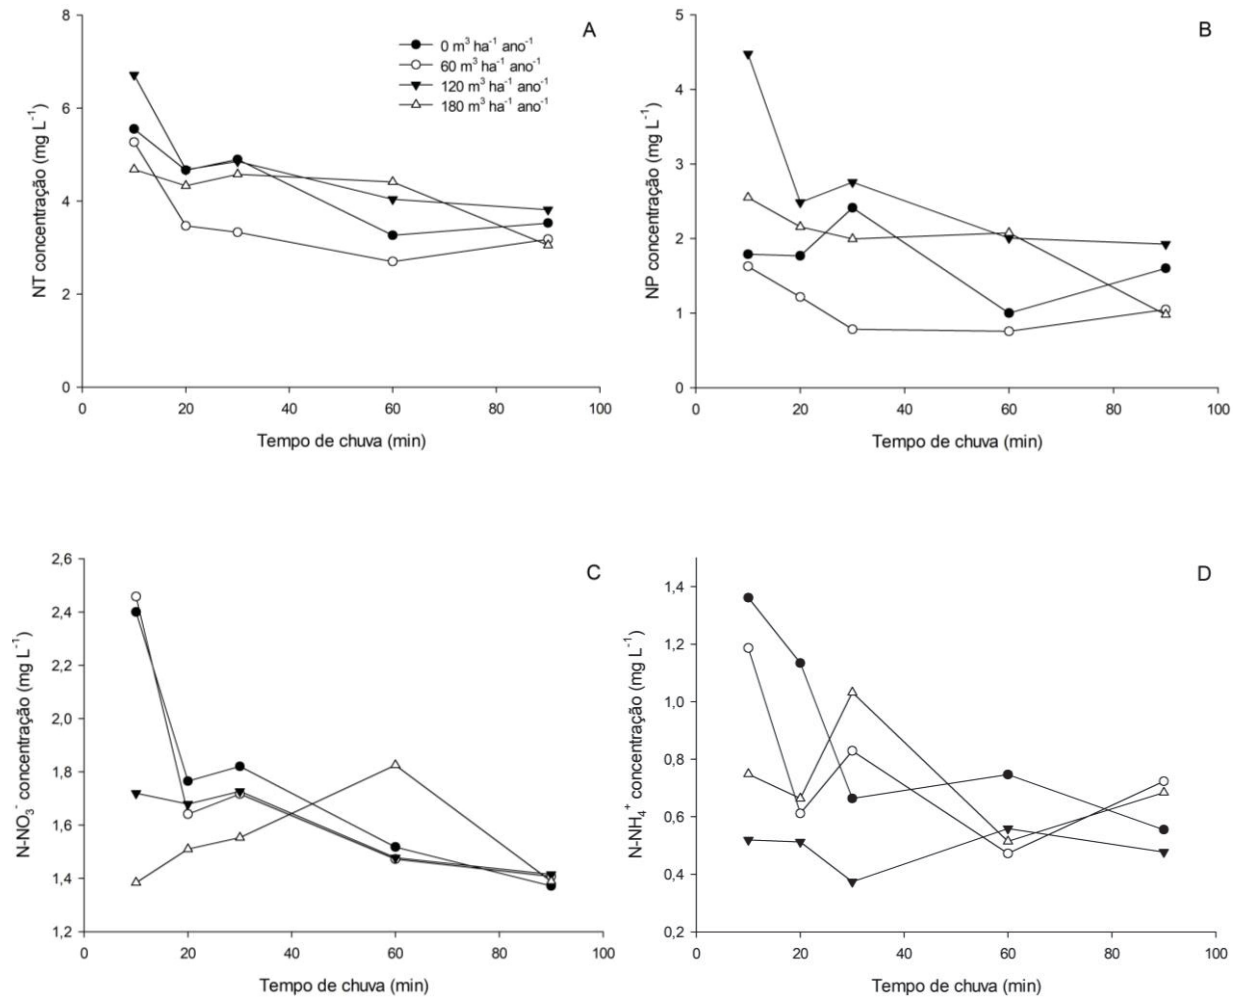 A
NT concentração (mg L⁻¹)
8
6
4
2
0
0 m³ ha⁻¹ ano⁻¹
60 m³ ha⁻¹ ano⁻¹
120 m³ ha⁻¹ ano⁻¹
180 m³ ha⁻¹ ano⁻¹
0 20 40 60 80 100
Tempo de chuva (min)
B
NP concentração (mg L⁻¹)
5
4
3
2
1
0
0 20 40 60 80 100
Tempo de chuva (min)
C
N-NO₃⁻ concentração (mg L⁻¹)
2,6
2,4
2,2
2,0
1,8
1,6
1,4
1,2
0 20 40 60 80 100
Tempo de chuva (min)
D
N-NH₄⁺ concentração (mg L⁻¹)
1,4
1,2
1,0
0,8
0,6
0,4
0,2
0 20 40 60 80 100
Tempo de chuva (min)